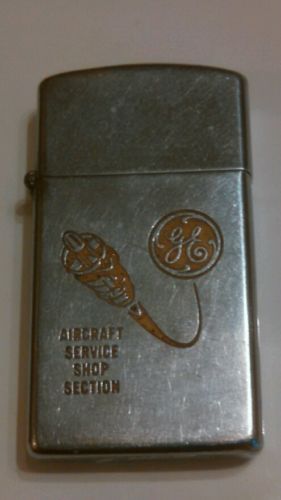 GE
AIRCRAFT
SERVICE
SHOP
SECTION